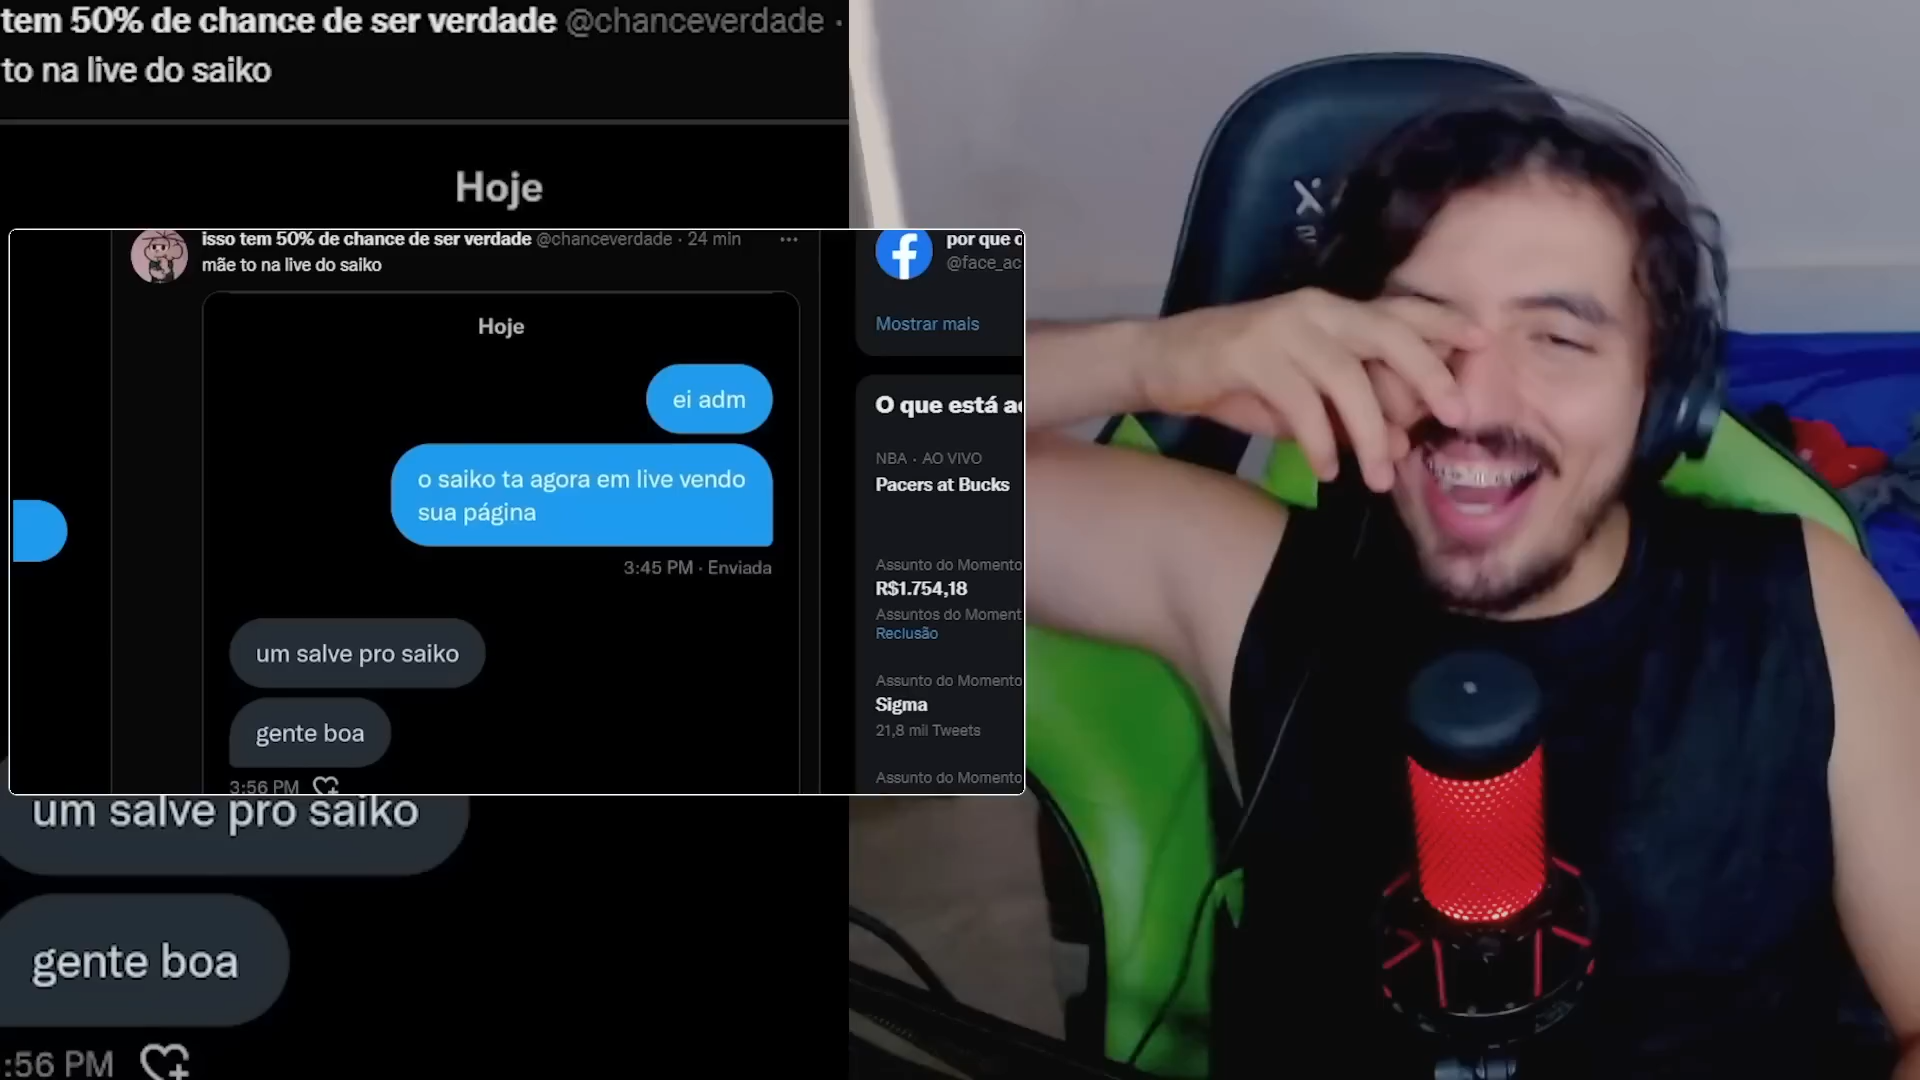 tem 50% de chance de ser verdade @chanceverdade ·
to na live do saiko
Hoje
isso tem 50% de chance de ser verdade @chanceverdade · 24 min
mãe to na live do saiko
Hoje
ei adm
o saiko ta agora em live vendo
sua página
3:45 PM · Enviada
um salve pro saiko
gente boa
3:56 PM
por que o
@face_ac
Mostrar mais
O que está a
NBA · AO VIVO
Pacers at Bucks
Assunto do Momento
R$1.754,18
Assuntos do Moment
Reclusão
Assunto do Momento
Sigma
21,8 mil Tweets
Assunto do Momento
um salve pro saiko
gente boa
:56 PM